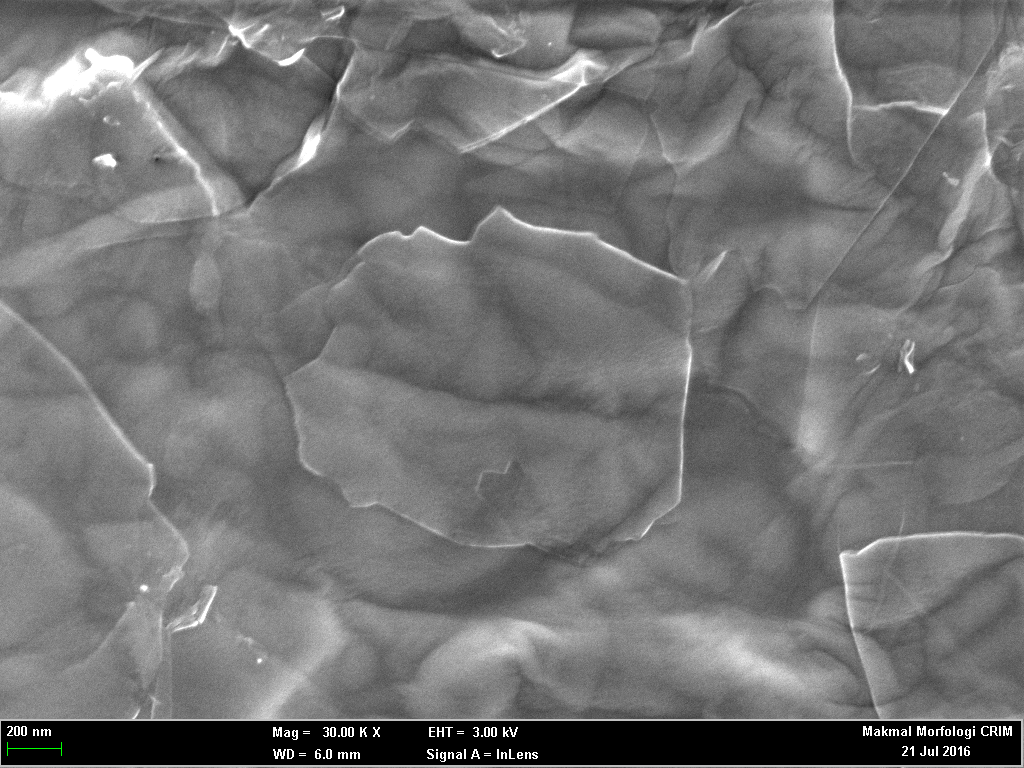 200 nm
Mag = 30.00 K X
EHT = 3.00 kV
Makmal Morfologi CRIM
WD = 6.0 mm
Signal A = InLens
21 Jul 2016